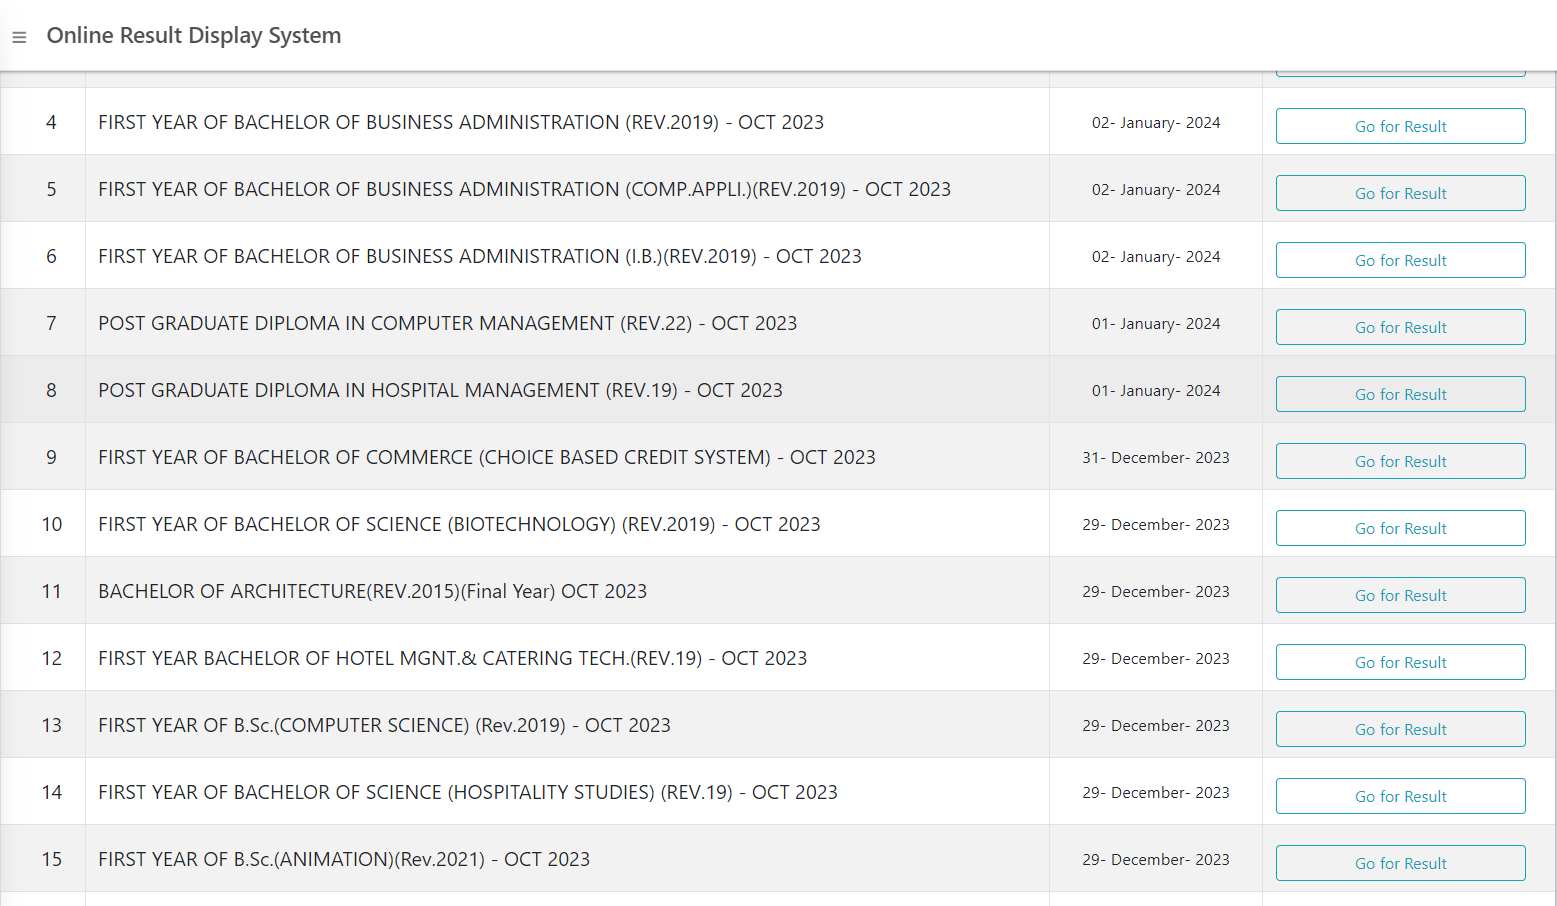 Online Result Display System
4 FIRST YEAR OF BACHELOR OF BUSINESS ADMINISTRATION (REV.2019) - OCT 2023 02- January- 2024 Go for Result
5 FIRST YEAR OF BACHELOR OF BUSINESS ADMINISTRATION (COMP.APPLI.)(REV.2019) - OCT 2023 02- January- 2024 Go for Result
6 FIRST YEAR OF BACHELOR OF BUSINESS ADMINISTRATION (I.B.)(REV.2019) - OCT 2023 02- January- 2024 Go for Result
7 POST GRADUATE DIPLOMA IN COMPUTER MANAGEMENT (REV.22) - OCT 2023 01- January- 2024 Go for Result
8 POST GRADUATE DIPLOMA IN HOSPITAL MANAGEMENT (REV.19) - OCT 2023 01- January- 2024 Go for Result
9 FIRST YEAR OF BACHELOR OF COMMERCE (CHOICE BASED CREDIT SYSTEM) - OCT 2023 31- December- 2023 Go for Result
10 FIRST YEAR OF BACHELOR OF SCIENCE (BIOTECHNOLOGY) (REV.2019) - OCT 2023 29- December- 2023 Go for Result
11 BACHELOR OF ARCHITECTURE(REV.2015)(Final Year) OCT 2023 29- December- 2023 Go for Result
12 FIRST YEAR BACHELOR OF HOTEL MGNT.& CATERING TECH.(REV.19) - OCT 2023 29- December- 2023 Go for Result
13 FIRST YEAR OF B.Sc.(COMPUTER SCIENCE) (Rev.2019) - OCT 2023 29- December- 2023 Go for Result
14 FIRST YEAR OF BACHELOR OF SCIENCE (HOSPITALITY STUDIES) (REV.19) - OCT 2023 29- December- 2023 Go for Result
15 FIRST YEAR OF B.Sc.(ANIMATION)(Rev.2021) - OCT 2023 29- December- 2023 Go for Result